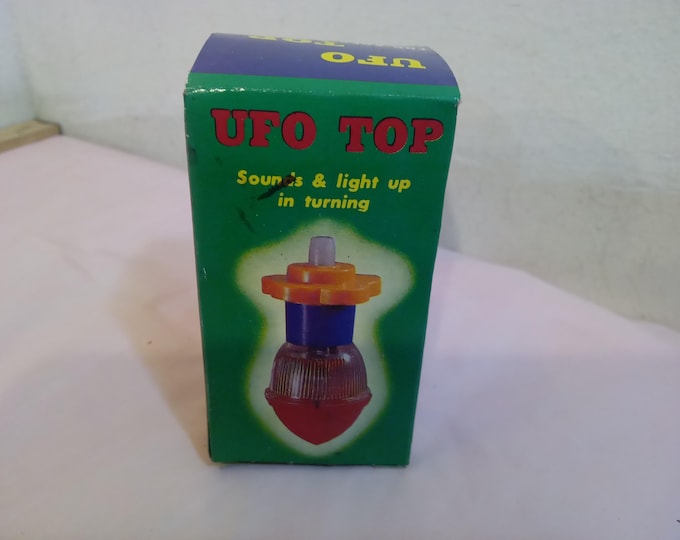 UFO
TOP
UFO TOP
Sounds & light up
in turning